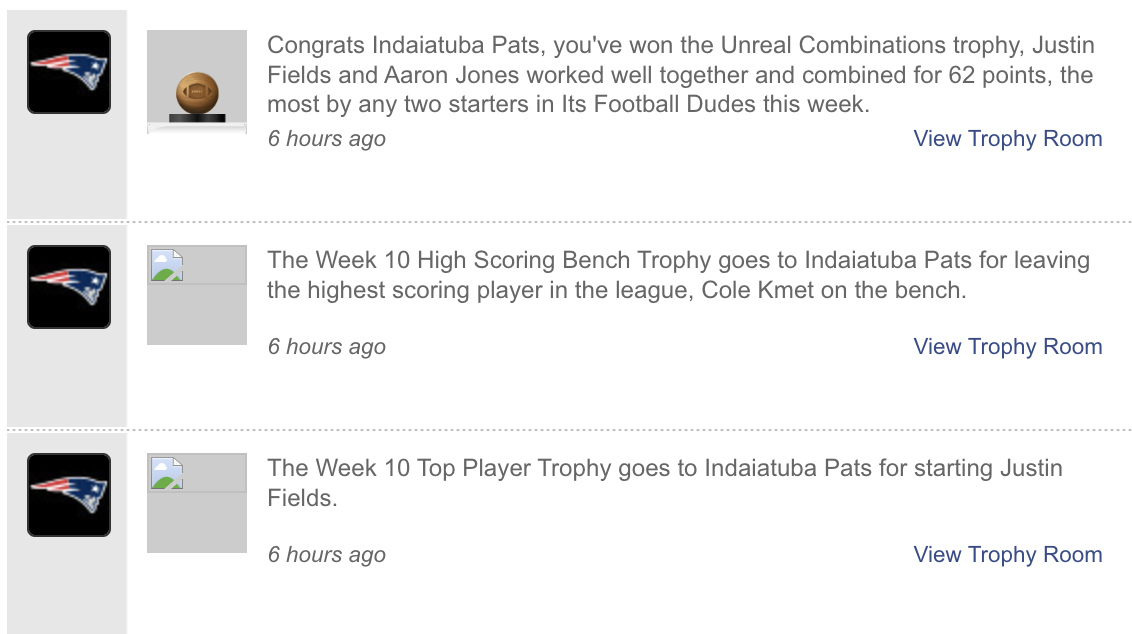 Congrats Indaiatuba Pats, you've won the Unreal Combinations trophy, Justin
Fields and Aaron Jones worked well together and combined for 62 points, the
most by any two starters in Its Football Dudes this week.
6 hours ago View Trophy Room
The Week 10 High Scoring Bench Trophy goes to Indaiatuba Pats for leaving
the highest scoring player in the league, Cole Kmet on the bench.
6 hours ago View Trophy Room
The Week 10 Top Player Trophy goes to Indaiatuba Pats for starting Justin
Fields.
6 hours ago View Trophy Room